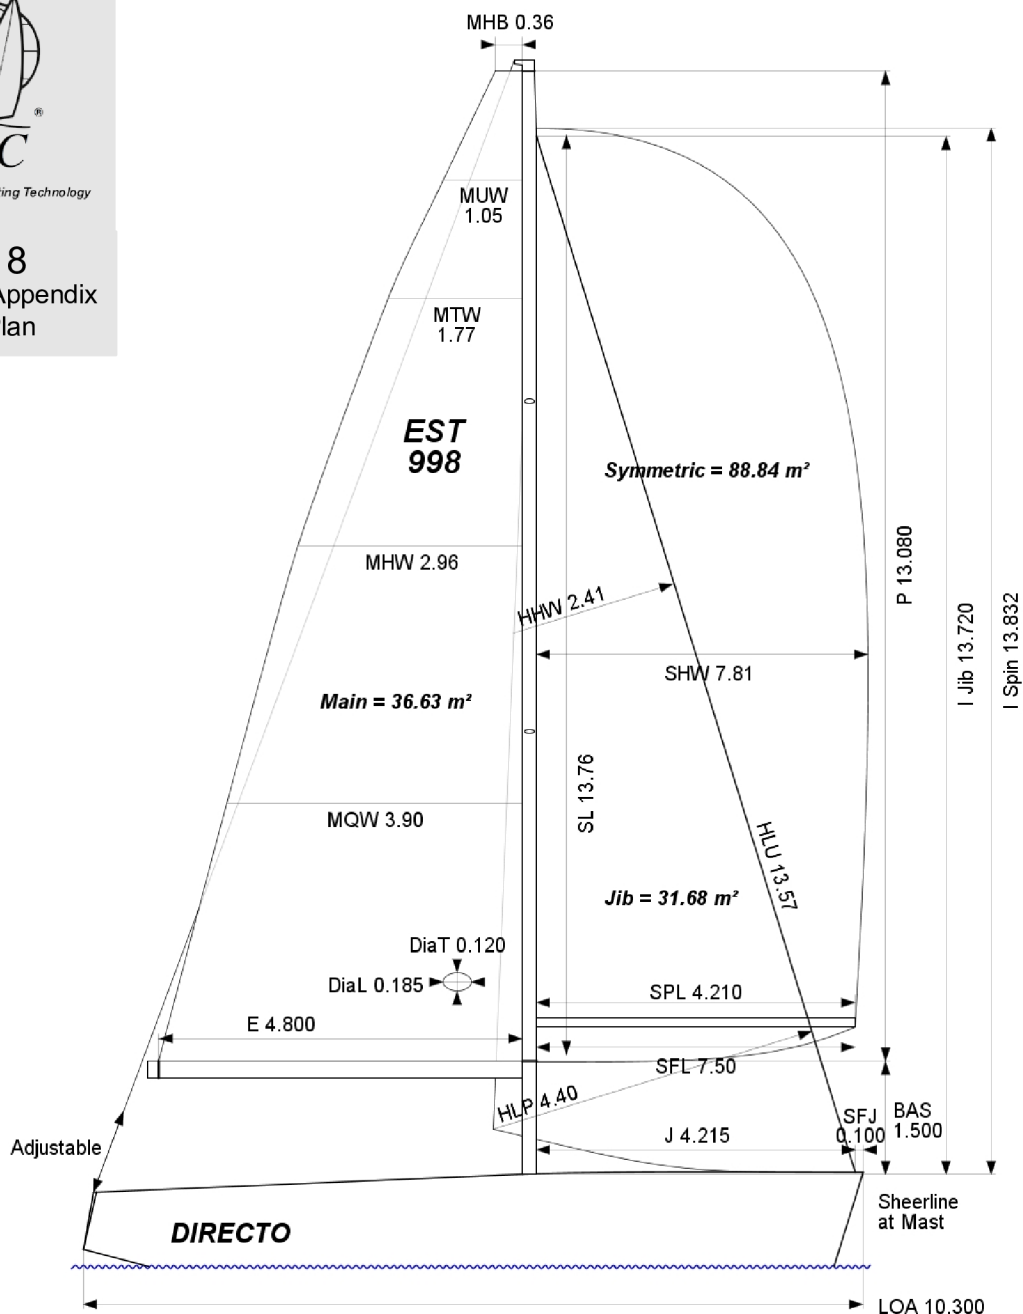 MHB 0.36
®
C
ting Technology
8
Appendix
lan
MUW
1.05
MTW
1.77
EST
998
Symmetric = 88.84 m²
MHW 2.96
HHW 2.41
P 13.080
I Jib 13.720
I Spin 13.832
SHW 7.81
Main = 36.63 m²
SL 13.76
MQW 3.90
HLU 13.57
Jib = 31.68 m²
DiaT 0.120
DiaL 0.185
SPL 4.210
E 4.800
SFL 7.50
HLP 4.40
SFJ
0.100
BAS
1.500
J 4.215
Adjustable
Sheerline
at Mast
DIRECTO
LOA 10.300